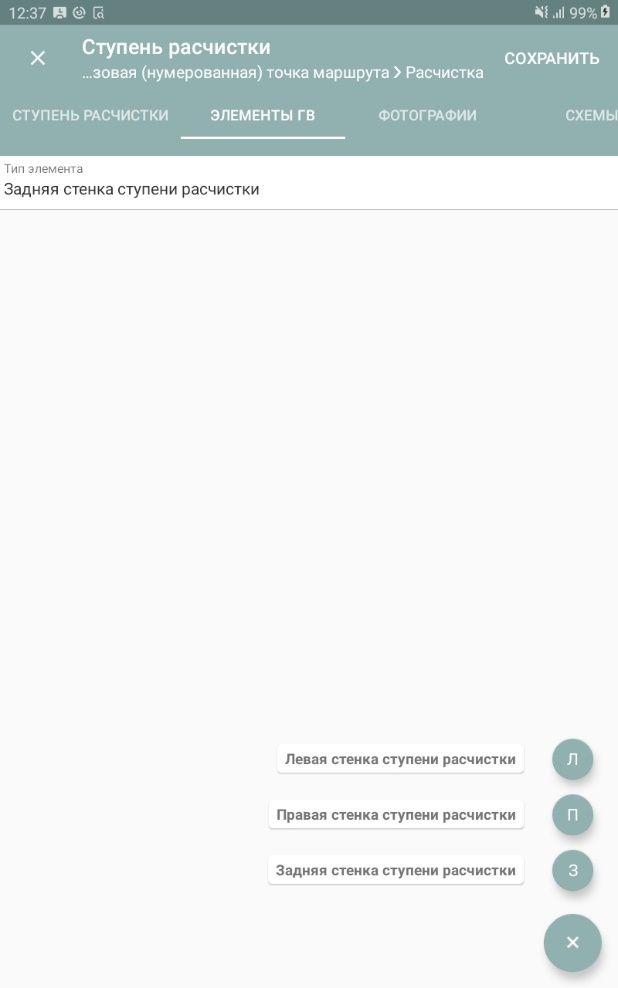 12:37
99%
Ступень расчистки
...зовая (нумерованная) точка маршрута > Расчистка
СОХРАНИТЬ
СТУПЕНЬ РАСЧИСТКИ
ЭЛЕМЕНТЫ ГВ
ФОТОГРАФИИ
СХЕМЫ
Тип элемента
Задняя стенка ступени расчистки
Левая стенка ступени расчистки
Л
Правая стенка ступени расчистки
П
Задняя стенка ступени расчистки
З